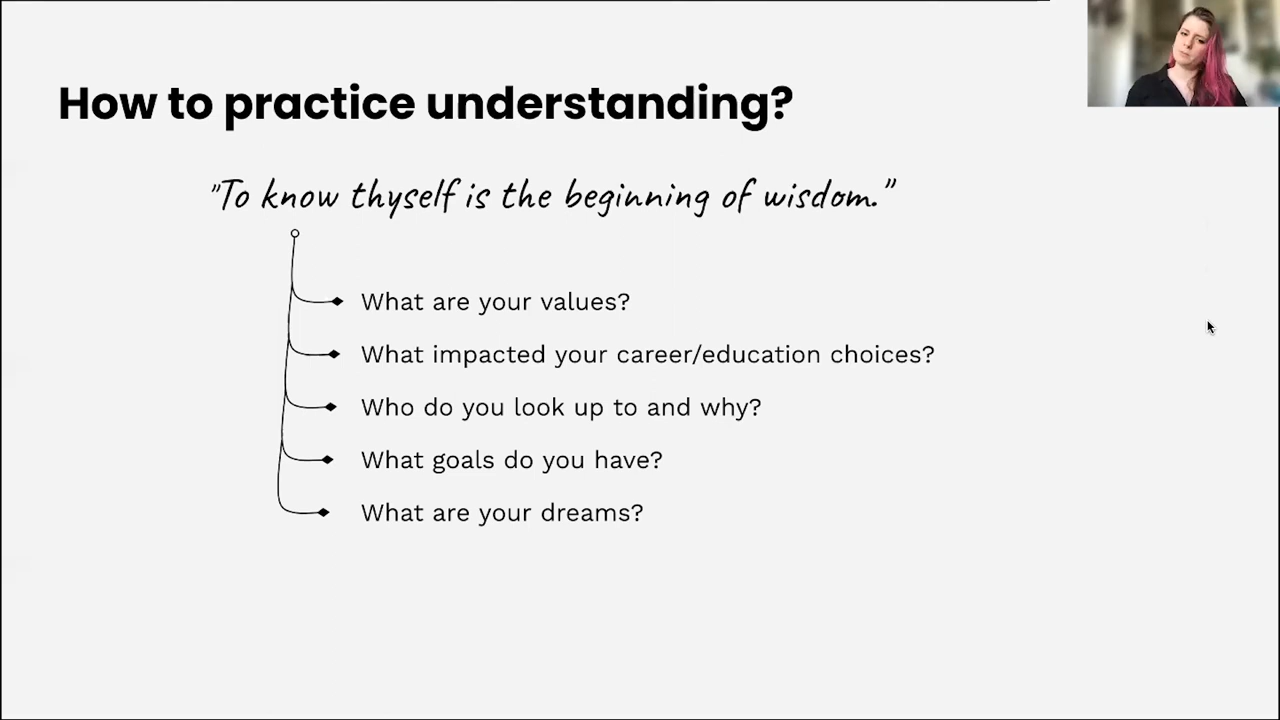 How to practice understanding?
"To know thyself is the beginning of wisdom."
What are your values?
What impacted your career/education choices?
Who do you look up to and why?
What goals do you have?
What are your dreams?